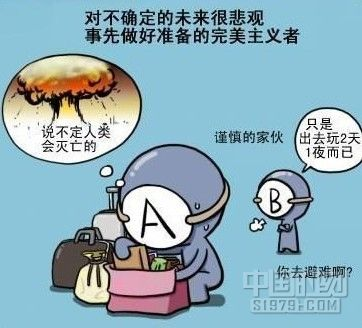 对不确定的未来很悲观
事先做好准备的完美主义者
说不定人类
会灭亡的
谨慎的家伙
只是
出去玩2天
1夜而已
A
B
你去避难啊?
S1979.com